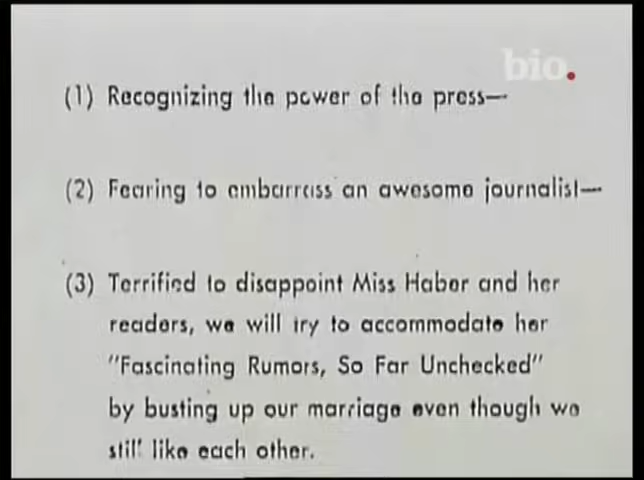 bio.
(1) Recognizing the power of the press—
(2) Fearing to embarrass an awesome journalist—
(3) Terrified to disappoint Miss Haber and her
readers, we will try to accommodate her
"Fascinating Rumors, So Far Unchecked"
by busting up our marriage even though we
still like each other.